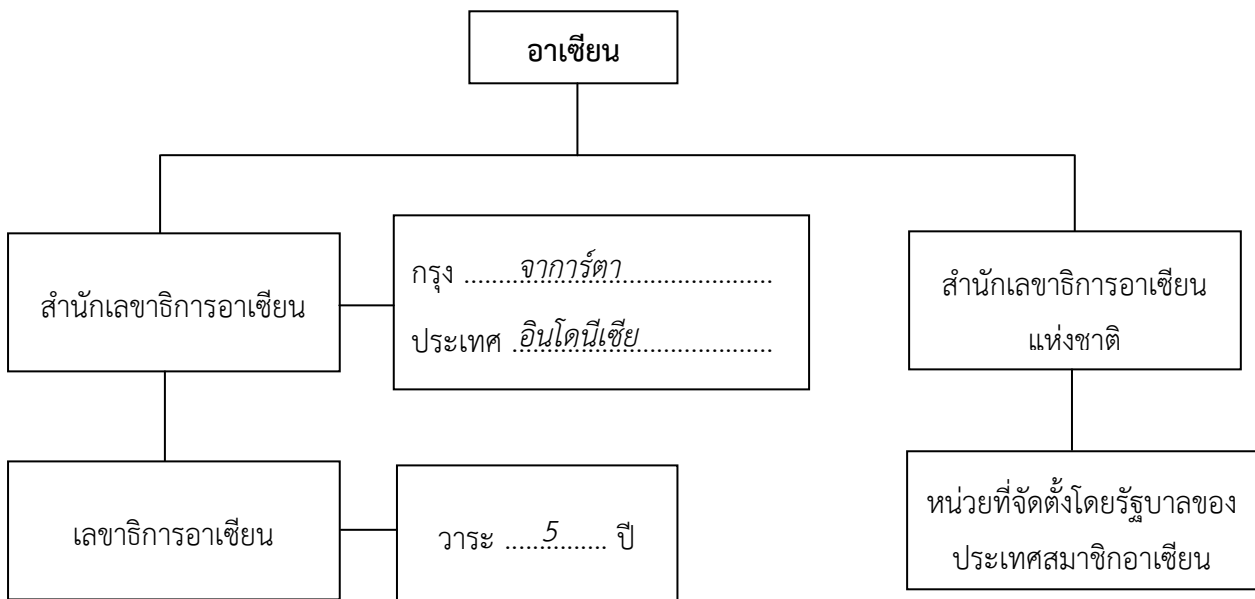 อาเซียน
สำนักเลขาธิการอาเซียน
กรุง ........จาการ์ตา........................
ประเทศ ..อินโดนีเซีย........................
สำนักเลขาธิการอาเซียน
แห่งชาติ
เลขาธิการอาเซียน
วาระ .......5.......... ปี
หน่วยที่จัดตั้งโดยรัฐบาลของ
ประเทศสมาชิกอาเซียน